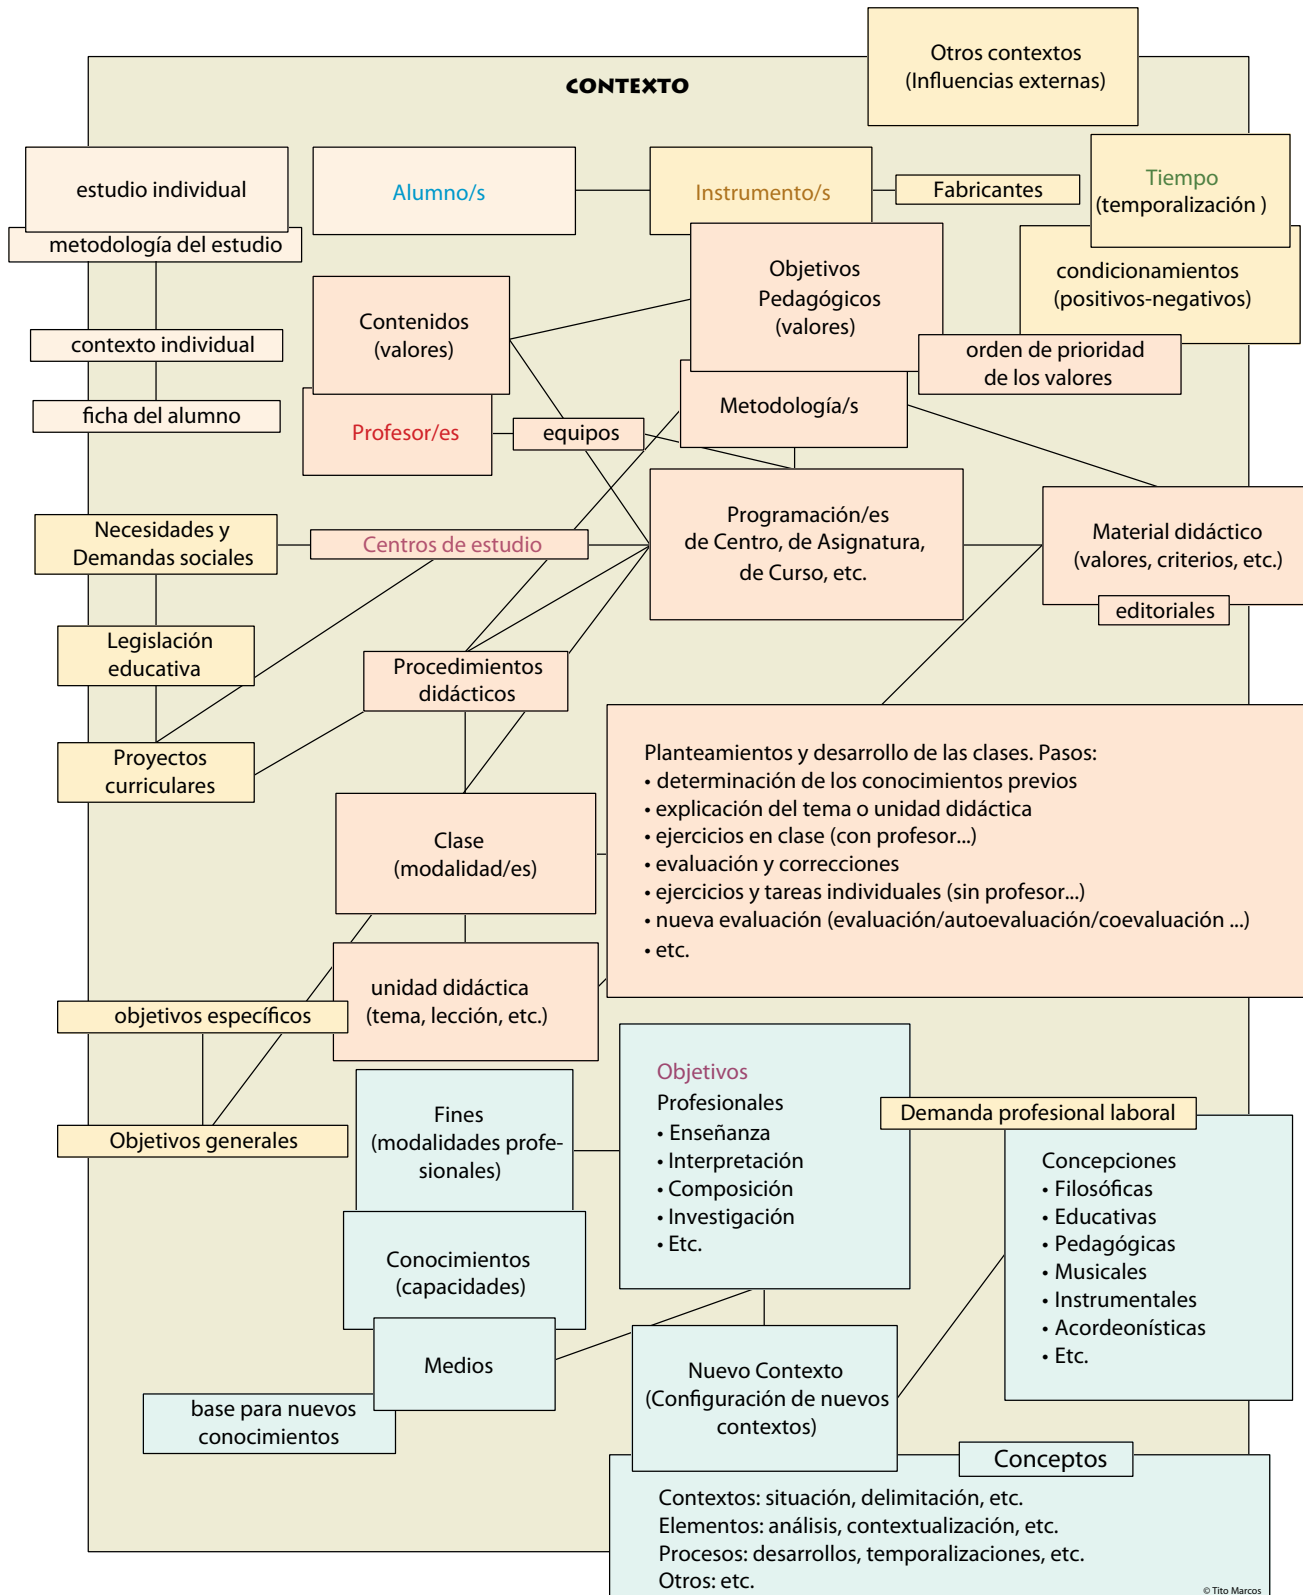 Otros contextos
(Influencias externas)
CONTEXTO
estudio individual
Alumno/s
Instrumento/s
Fabricantes
Tiempo
(temporalización )
metodología del estudio
condicionamientos
(positivos-negativos)
Objetivos
Pedagógicos
(valores)
Contenidos
(valores)
contexto individual
orden de prioridad
de los valores
ficha del alumno
Metodología/s
Profesor/es
equipos
Necesidades y
Demandas sociales
Centros de estudio
Programación/es
de Centro, de Asignatura,
de Curso, etc.
Material didáctico
(valores, criterios, etc.)
editoriales
Legislación
educativa
Procedimientos
didácticos
Proyectos
curriculares
Planteamientos y desarrollo de las clases. Pasos:
• determinación de los conocimientos previos
• explicación del tema o unidad didáctica
• ejercicios en clase (con profesor...)
• evaluación y correcciones
• ejercicios y tareas individuales (sin profesor...)
• nueva evaluación (evaluación/autoevaluación/coevaluación ...)
• etc.
Clase
(modalidad/es)
unidad didáctica
(tema, lección, etc.)
objetivos específicos
Objetivos generales
Fines
(modalidades profe-
sionales)
Objetivos
Profesionales
• Enseñanza
• Interpretación
• Composición
• Investigación
• Etc.
Demanda profesional laboral
Concepciones
• Filosóficas
• Educativas
• Pedagógicas
• Musicales
• Instrumentales
• Acordeonísticas
• Etc.
Conocimientos
(capacidades)
Medios
base para nuevos
conocimientos
Nuevo Contexto
(Configuración de nuevos
contextos)
Conceptos
Contextos: situación, delimitación, etc.
Elementos: análisis, contextualización, etc.
Procesos: desarrollos, temporalizaciones, etc.
Otros: etc.
© Tito Marcos